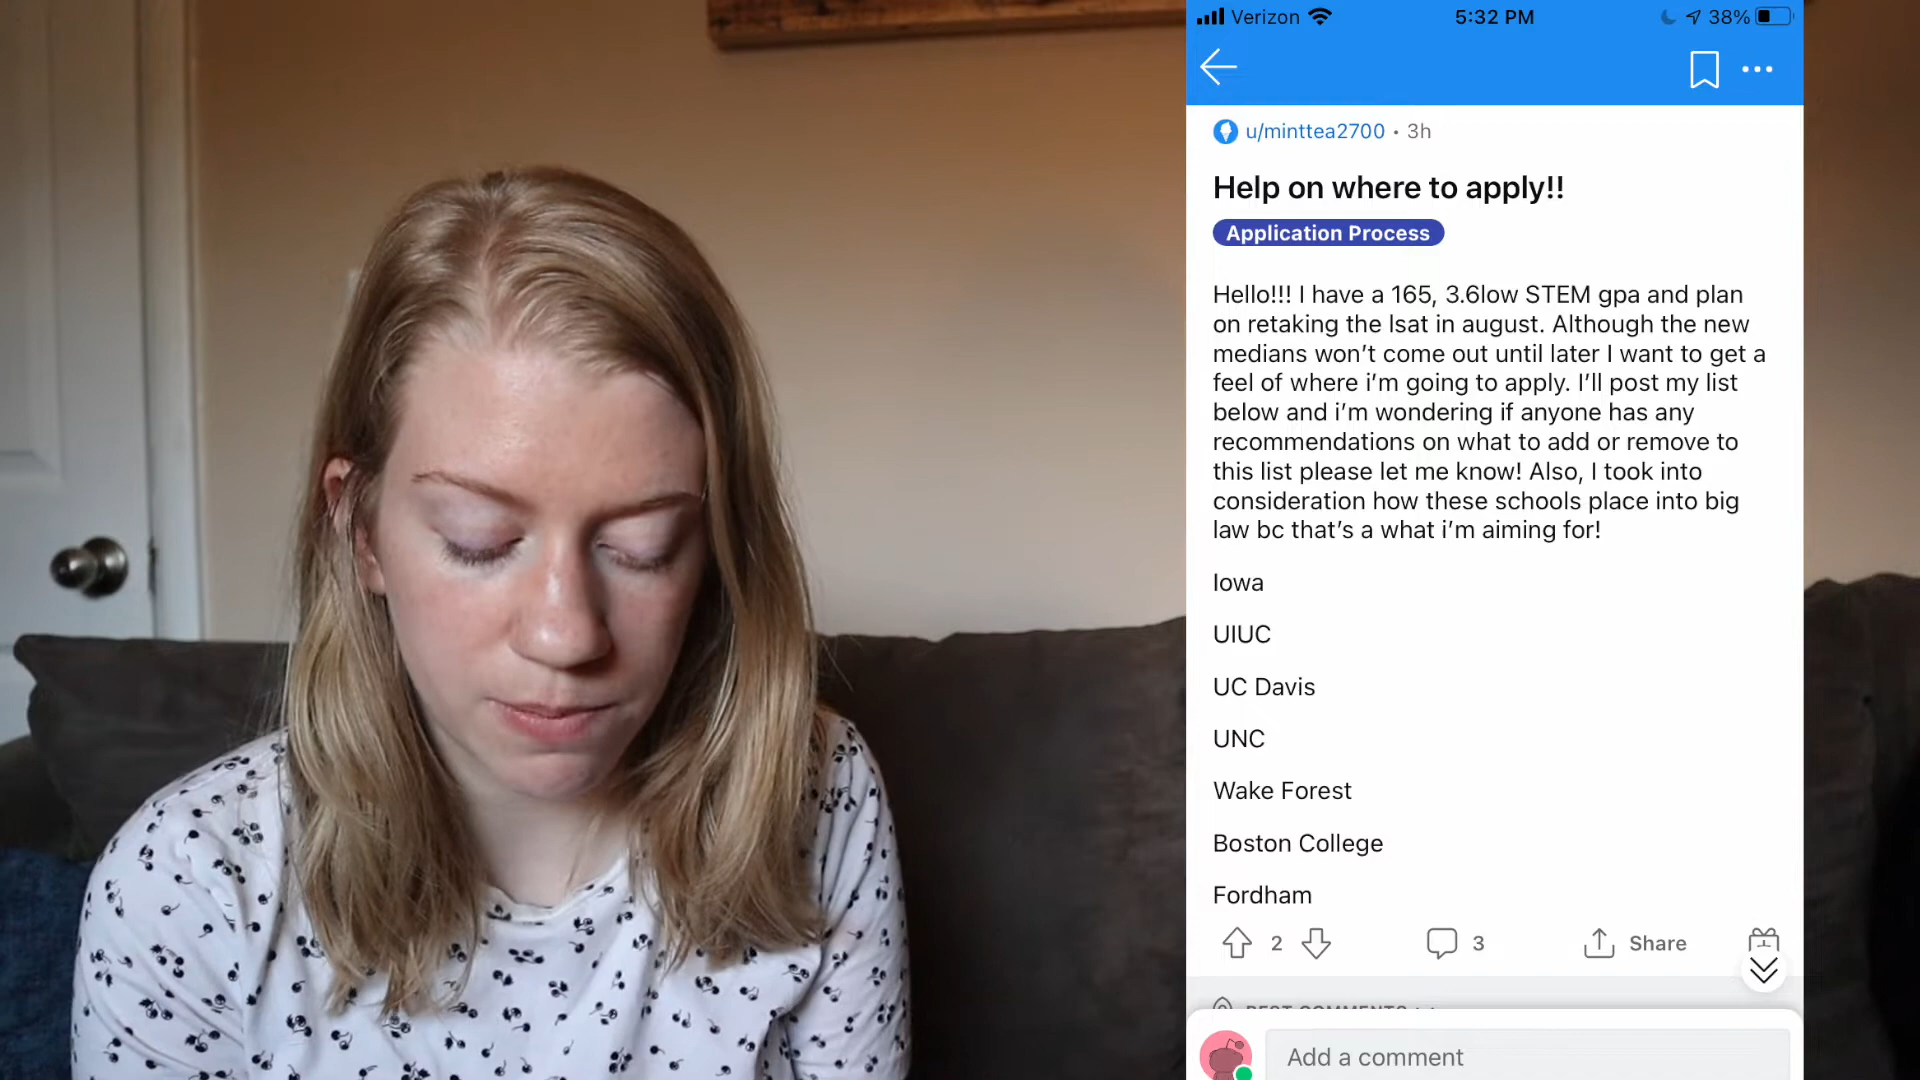 Verizon 5:32 PM 38%
u/minttea2700 • 3h
Help on where to apply!!
Application Process
Hello!!! I have a 165, 3.6low STEM gpa and plan
on retaking the lsat in august. Although the new
medians won't come out until later I want to get a
feel of where i'm going to apply. I'll post my list
below and i'm wondering if anyone has any
recommendations on what to add or remove to
this list please let me know! Also, I took into
consideration how these schools place into big
law bc that's a what i'm aiming for!
Iowa
UIUC
UC Davis
UNC
Wake Forest
Boston College
Fordham
2 3 Share
Add a comment